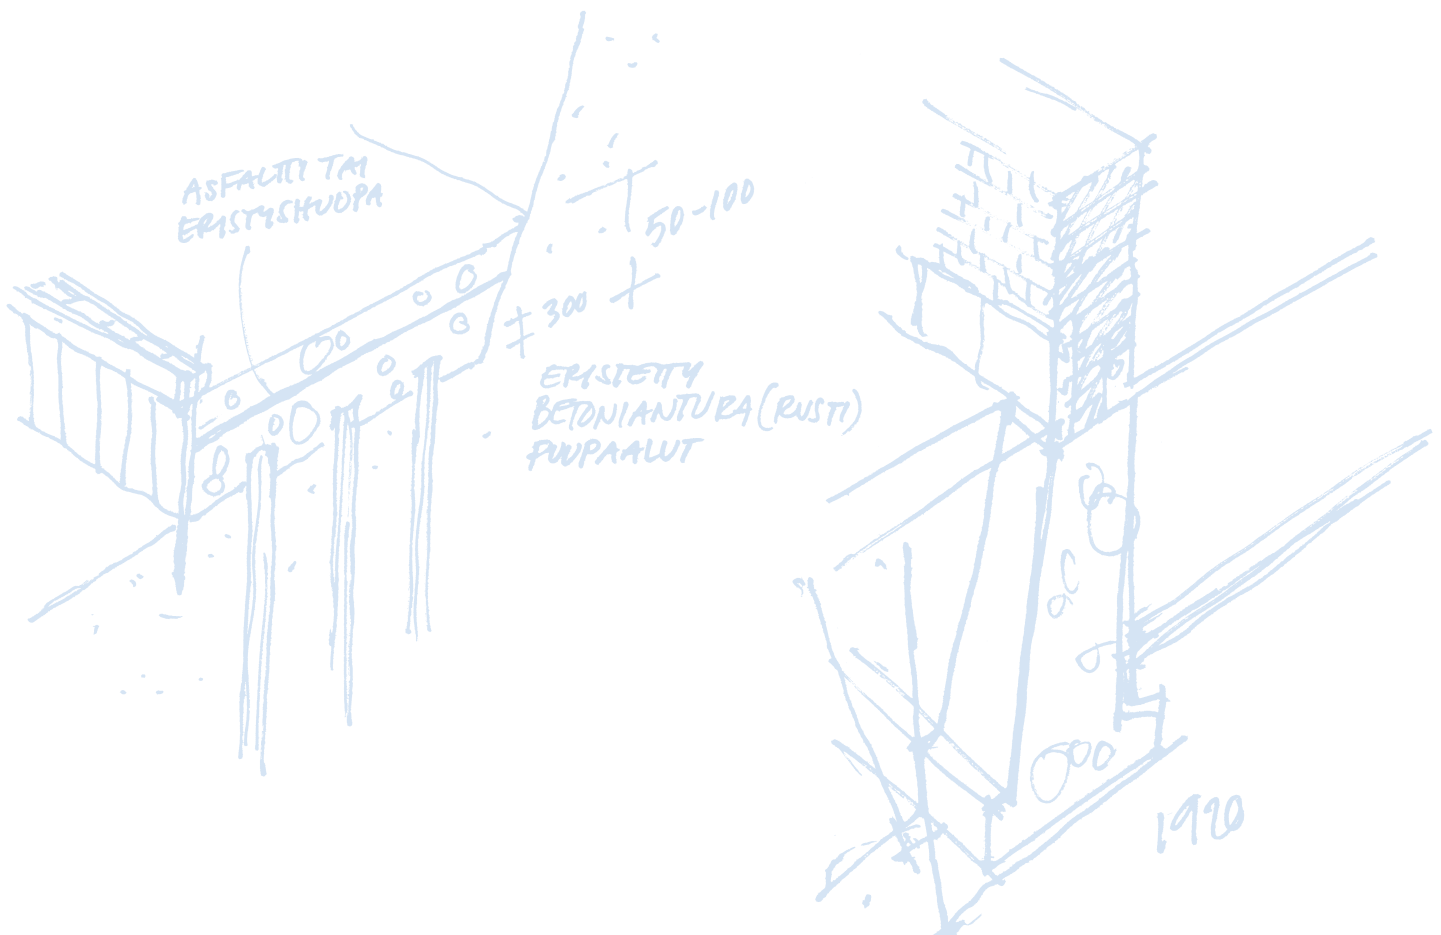 ASFALTTI TAI
ERISTYSHUOPA
50-100
300
ERISTETTY
BETONIANTURA (RUSTI)
PUUPAALUT
1920